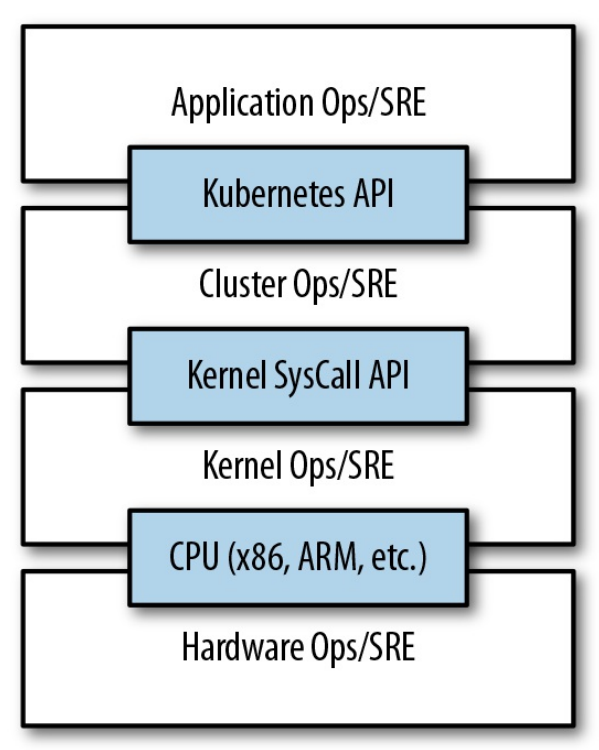 Application Ops/SRE
Kubernetes API
Cluster Ops/SRE
Kernel SysCall API
Kernel Ops/SRE
CPU (x86, ARM, etc.)
Hardware Ops/SRE